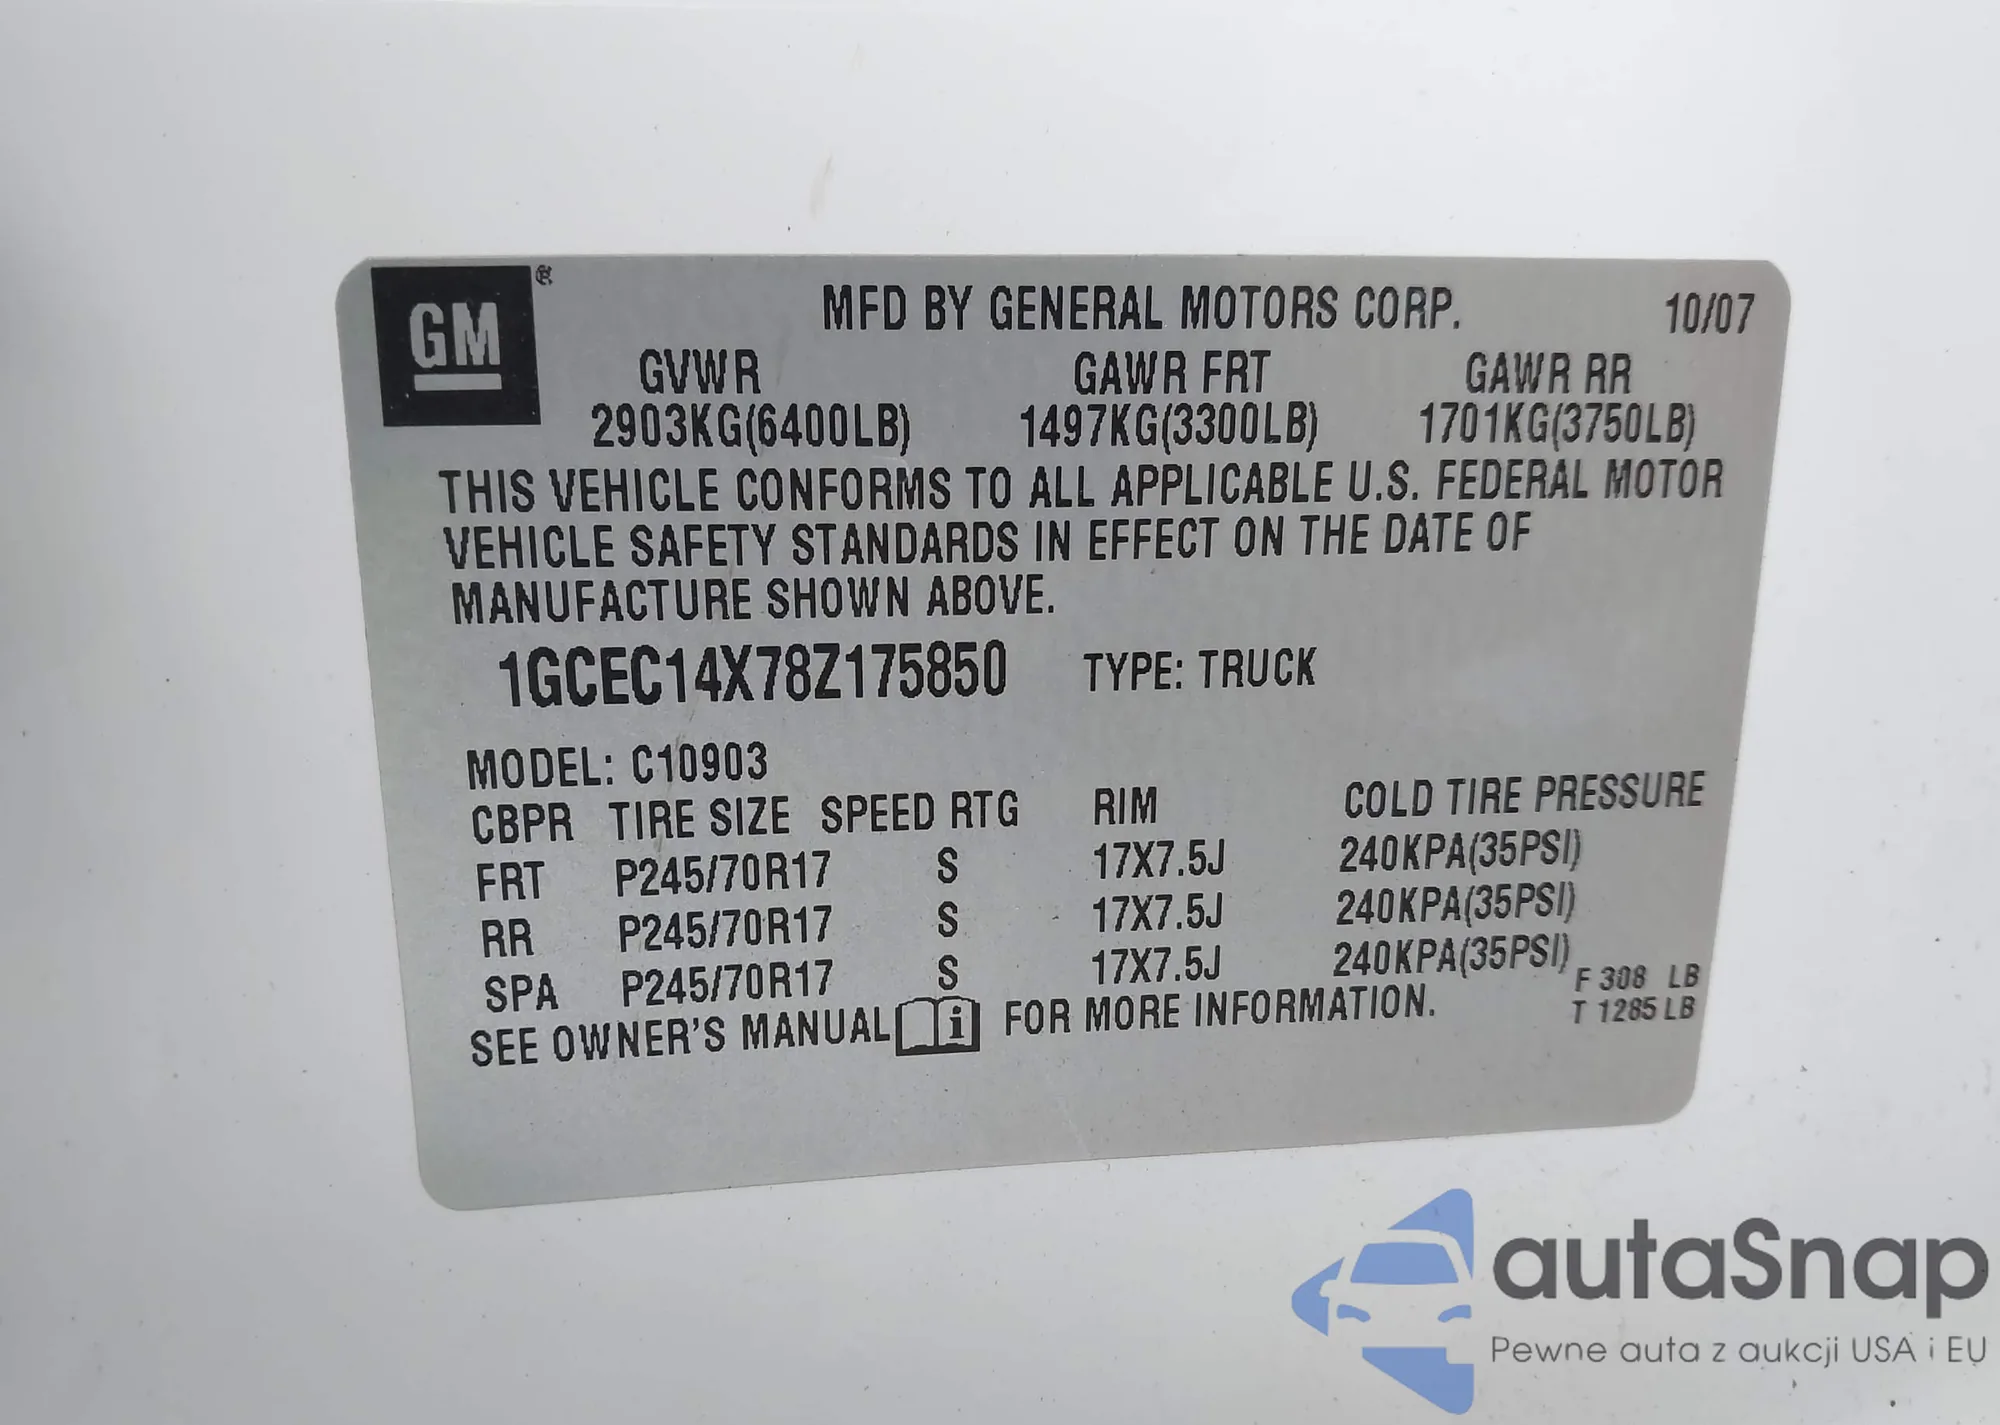 GM ®
MFD BY GENERAL MOTORS CORP. 10/07
GVWR GAWR FRT GAWR RR
2903KG(6400LB) 1497KG(3300LB) 1701KG(3750LB)
THIS VEHICLE CONFORMS TO ALL APPLICABLE U.S. FEDERAL MOTOR
VEHICLE SAFETY STANDARDS IN EFFECT ON THE DATE OF
MANUFACTURE SHOWN ABOVE.
1GCEC14X78Z175850 TYPE: TRUCK
MODEL: C10903
CBPR TIRE SIZE SPEED RTG RIM COLD TIRE PRESSURE
FRT P245/70R17 S 17X7.5J 240KPA(35PSI)
RR P245/70R17 S 17X7.5J 240KPA(35PSI)
SPA P245/70R17 S 17X7.5J 240KPA(35PSI)
F 308 LB
SEE OWNER'S MANUAL i FOR MORE INFORMATION.
T 1285 LB
autaSnap
Pewne auta z aukcji USA i EU